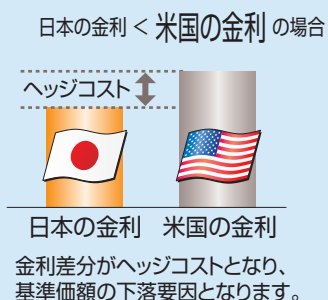 日本の金利 < 米国の金利 の場合
ヘッジコスト
日本の金利 米国の金利
金利差分がヘッジコストとなり、
基準価額の下落要因となります。